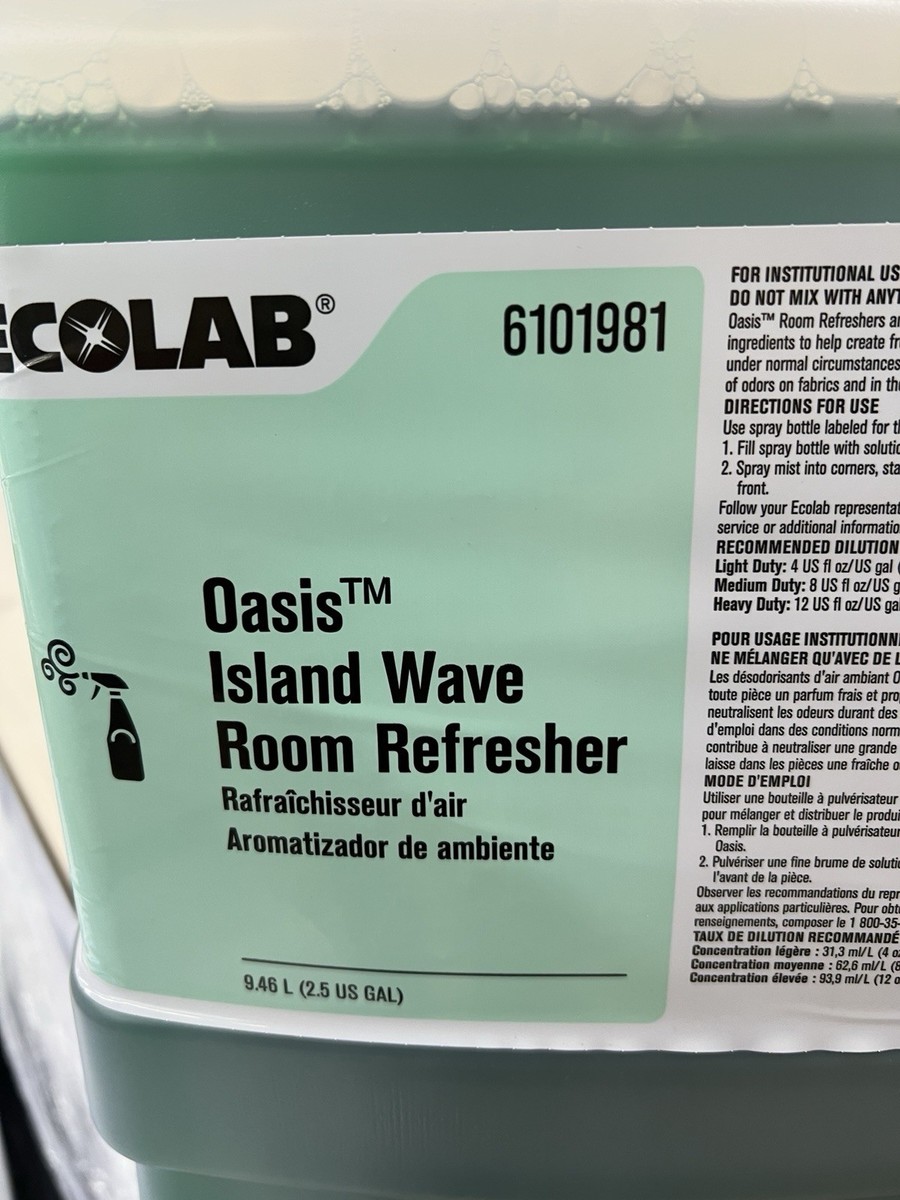 ECOLAB®
6101981
Oasis™
Island Wave
Room Refresher
Rafraîchisseur d'air
Aromatizador de ambiente
9.46 L (2.5 US GAL)
FOR INSTITUTIONAL
DO NOT MIX WITH
Oasis™ Room Refreshers
ingredients to help create
under normal circumstances
of odors on fabrics and in
DIRECTIONS FOR USE
Use spray bottle labeled for
1. Fill spray bottle with
2. Spray mist into corners,
front.
Follow your Ecolab
service or additional
RECOMMENDED DILUTION
Light Duty: 4 US fl oz/US gal
Medium Duty: 8 US fl oz/US
Heavy Duty: 12 US fl oz/US
POUR USAGE
NE MÉLANGER QU'AVEC DE
Les désodorisants d'air ambiant
toute pièce un parfum frais et
neutralisent les odeurs durant des
d'emploi dans des conditions
contribue à neutraliser une grande
laisse dans les pièces une fraîche
MODE D'EMPLOI
Utiliser une bouteille à pulvérisateur
pour mélanger et distribuer le
1. Remplir la bouteille à pulvérisateur
Oasis.
2. Pulvériser une fine brume de
l'avant de la pièce.
Observer les recommandations du
aux applications particulières. Pour
renseignements, composer le 1 800-35-
TAUX DE DILUTION RECOMMANDÉ
Concentration légère : 31,3 ml/L (4
Concentration moyenne : 62,6 ml/L (8
Concentration élevée : 93,9 ml/L (12